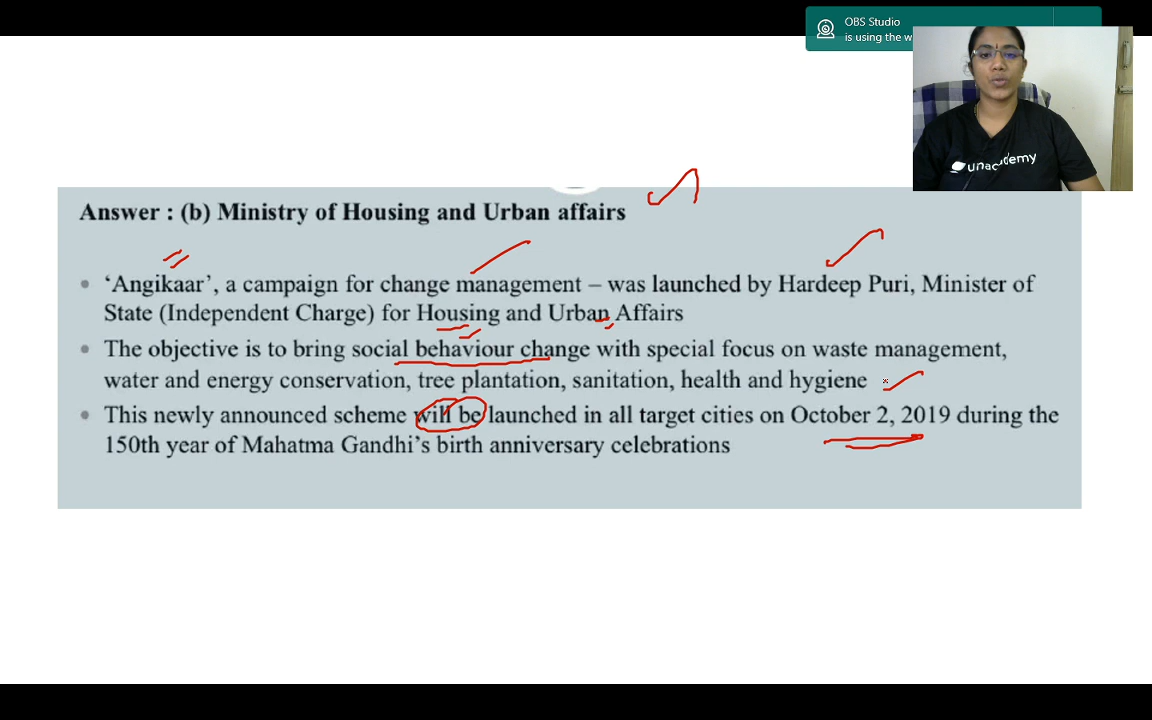 OBS Studio
is using the w
unacademy
Answer : (b) Ministry of Housing and Urban affairs
• ‘Angikaar’, a campaign for change management – was launched by Hardeep Puri, Minister of
State (Independent Charge) for Housing and Urban Affairs
• The objective is to bring social behaviour change with special focus on waste management,
water and energy conservation, tree plantation, sanitation, health and hygiene
• This newly announced scheme will be launched in all target cities on October 2, 2019 during the
150th year of Mahatma Gandhi’s birth anniversary celebrations